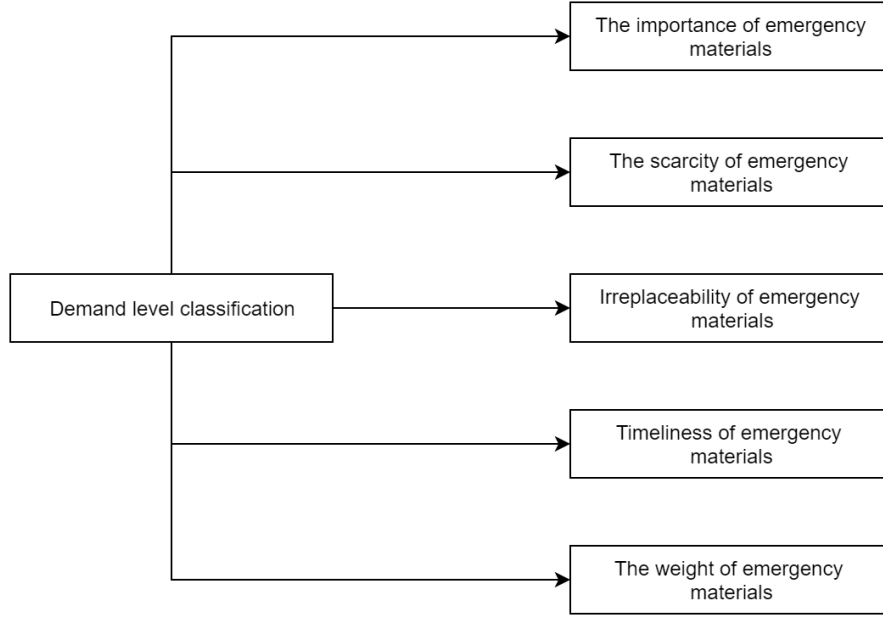 The importance of emergency
materials
The scarcity of emergency
materials
Demand level classification
Irreplaceability of emergency
materials
Timeliness of emergency
materials
The weight of emergency
materials